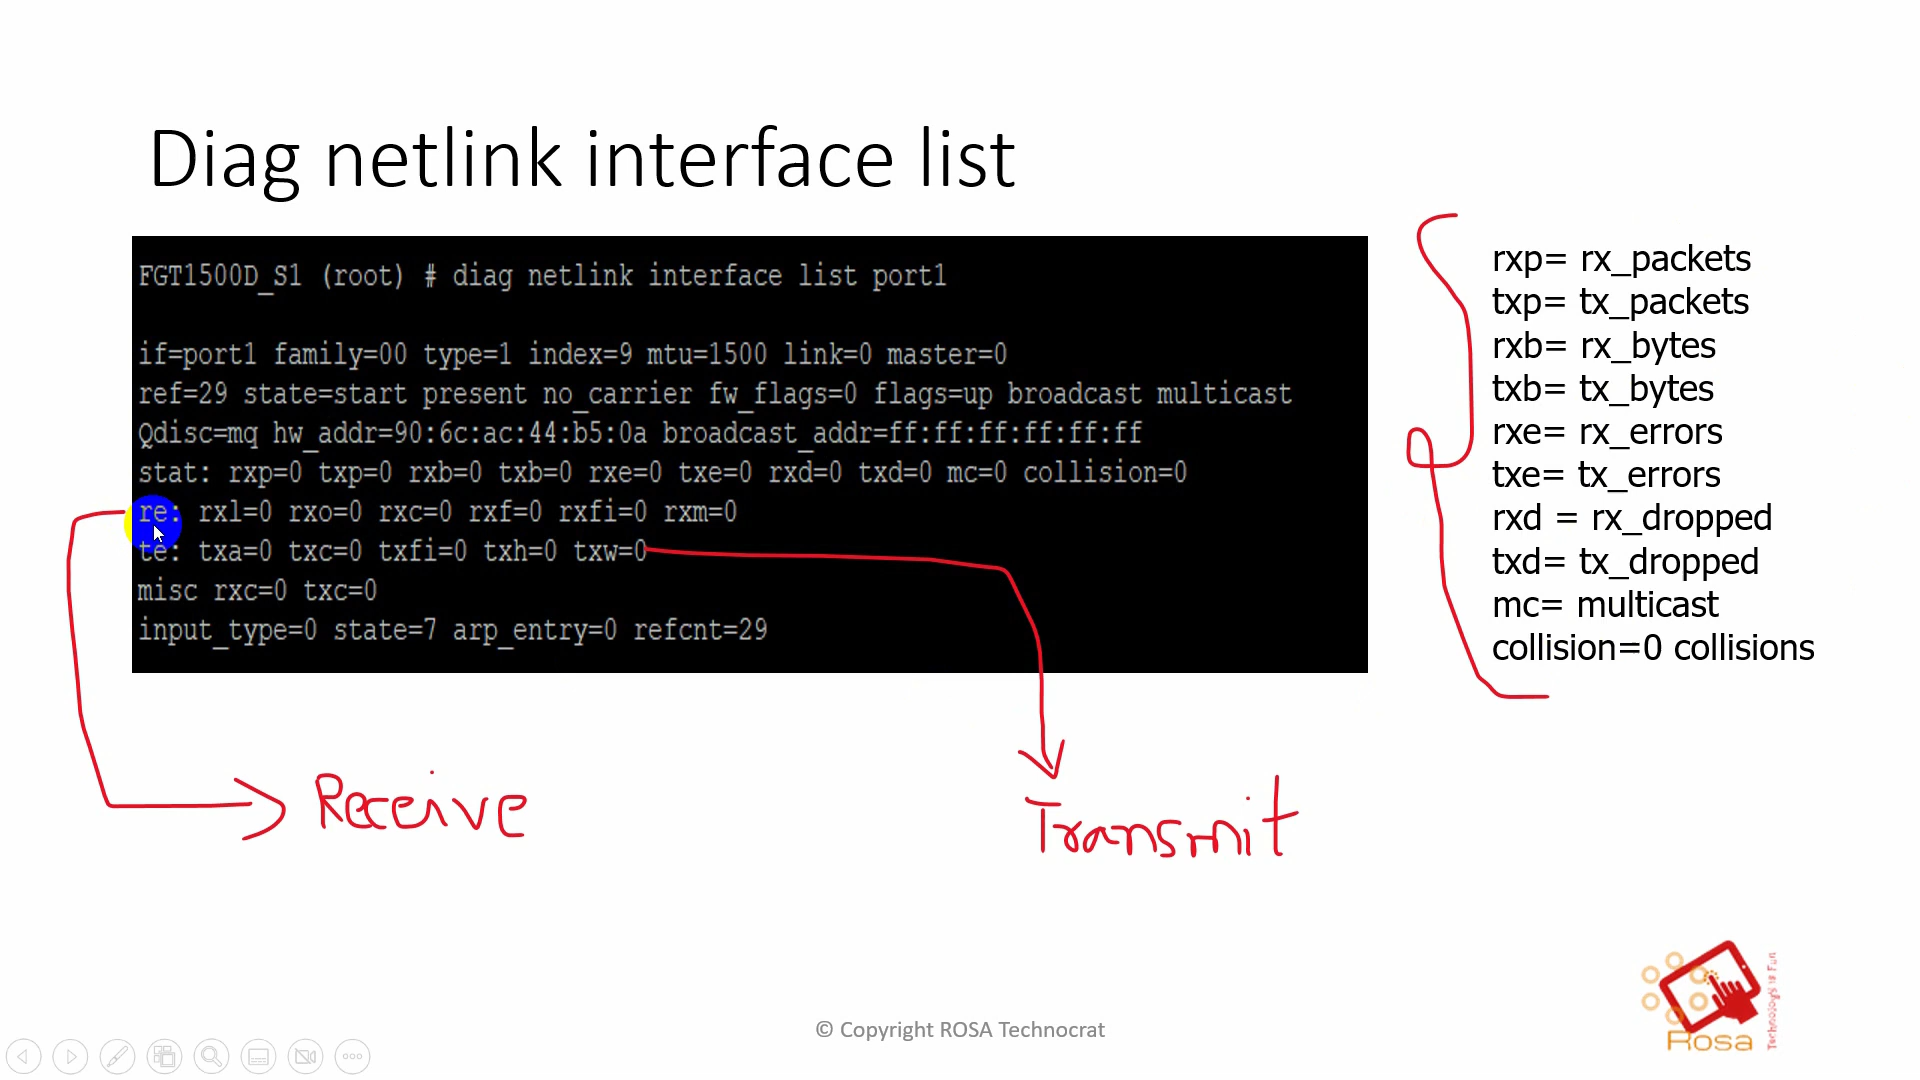 Diag netlink interface list
FGT1500D_S1 (root) # diag netlink interface list port1
if=port1 family=00 type=1 index=9 mtu=1500 link=0 master=0
ref=29 state=start present no_carrier fw_flags=0 flags=up broadcast multicast
Qdisc=mq hw_addr=90:6c:ac:44:b5:0a broadcast_addr=ff:ff:ff:ff:ff:ff
stat: rxp=0 txp=0 rxb=0 txb=0 rxe=0 txe=0 rxd=0 txd=0 mc=0 collision=0
re: rxl=0 rxo=0 rxc=0 rxf=0 rxfi=0 rxm=0
te: txa=0 txc=0 txfi=0 txh=0 txw=0
misc rxc=0 txc=0
input_type=0 state=7 arp_entry=0 refcnt=29
rxp= rx_packets
txp= tx_packets
rxb= rx_bytes
txb= tx_bytes
rxe= rx_errors
txe= tx_errors
rxd = rx_dropped
txd= tx_dropped
mc= multicast
collision=0 collisions
Receive
Transmit
© Copyright ROSA Technocrat
Rosa
Technology is Fun